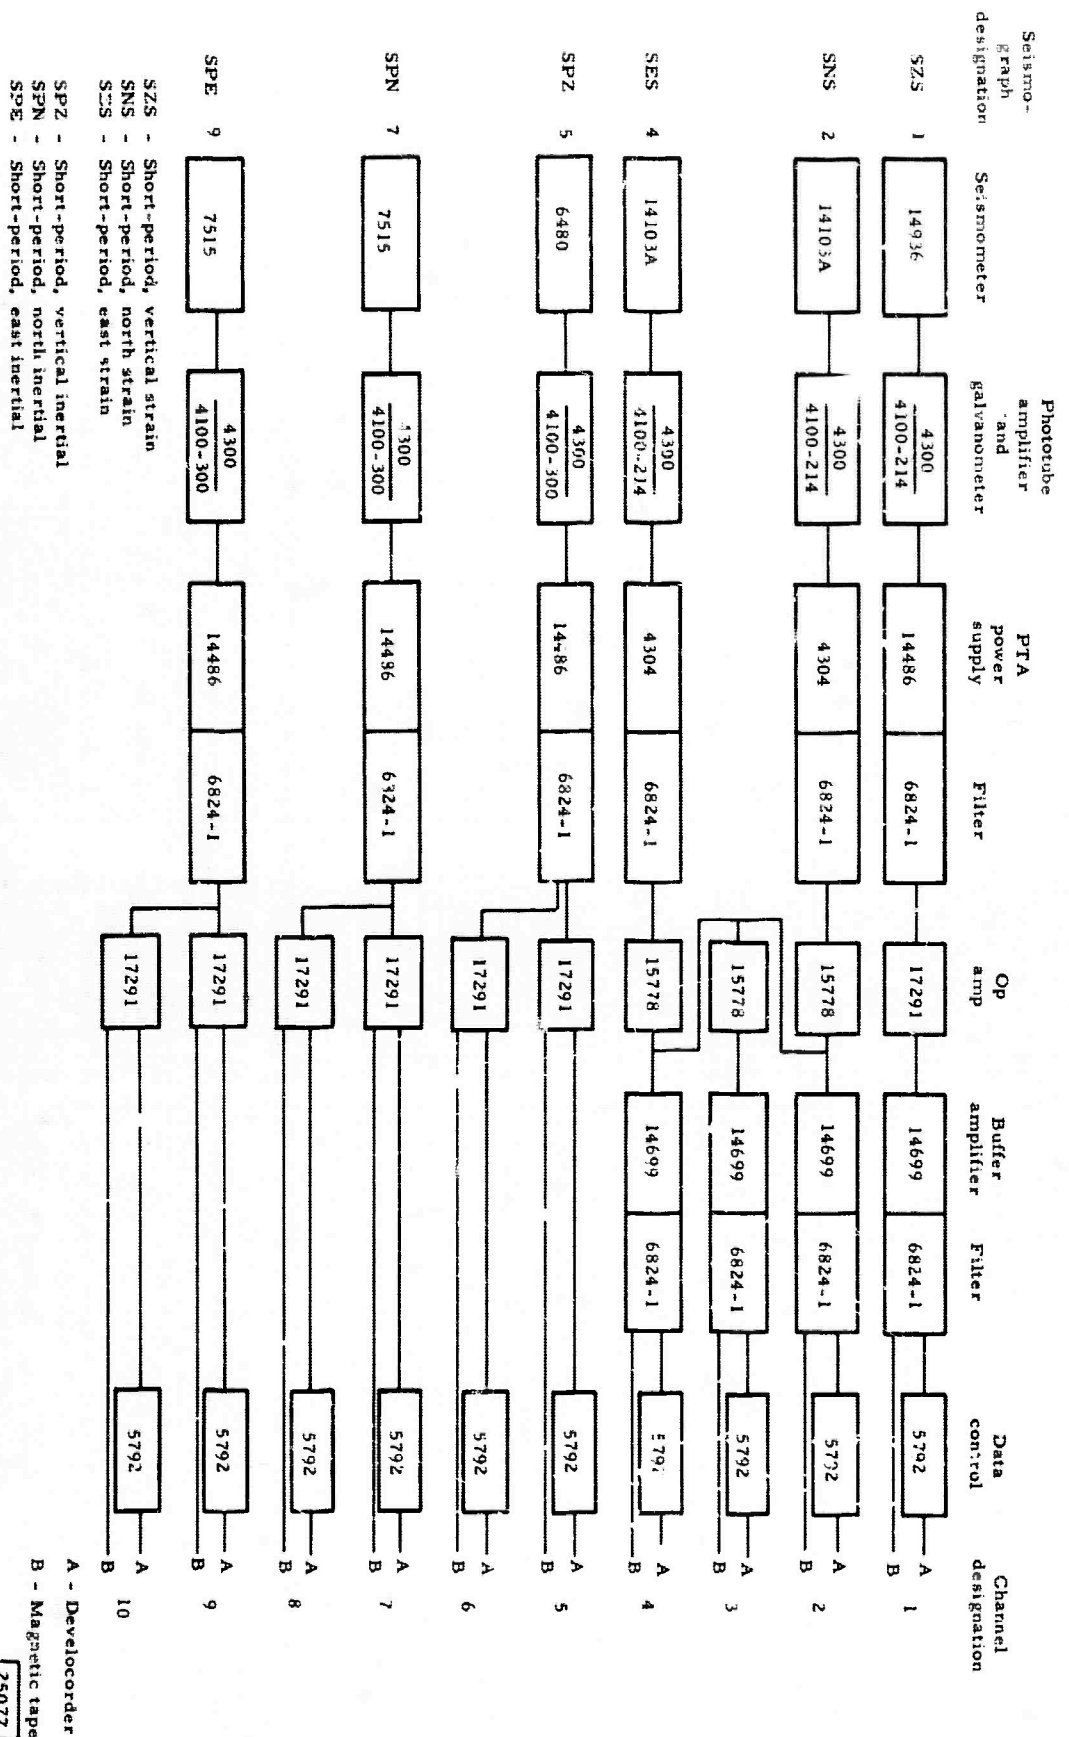 Seismo-
graph
designation
Seismometer
Phototube
amplifier
and
galvanometer
PTA
power
supply
Filter
Op
amp
Buffer
amplifier
Filter
Data
control
Channel
designation
SZS 1 14936 4300 14486 6824-1 17291 14699 6824-1 5792 A 1
4100-214 B
SNS 2 14103A 4300 4304 6824-1 15778 14699 6824-1 5792 A 2
4100-214 B
15778 14699 6824-1 5792 A 3
B
SES 4 14103A 4300 4304 6824-1 15778 14699 6824-1 A 4
4100-214 B
SPZ 5 6480 4300 14486 6824-1 17291 5792 A 5
4100-300 B
17291 5792 A 6
B
SPN 7 7515 4300 14486 6824-1 17291 5792 A 7
4100-300 B
17291 5792 A 8
B
SPE 9 7515 4300 14486 6824-1 17291 5792 A 9
4100-300 B
17291 5792 A 10
B
SZS - Short-period, vertical strain
SNS - Short-period, north strain
SES - Short-period, east strain
SPZ - Short-period, vertical inertial
SPN - Short-period, north inertial
SPE - Short-period, east inertial
A - Develocorder
B - Magnetic tape
25077